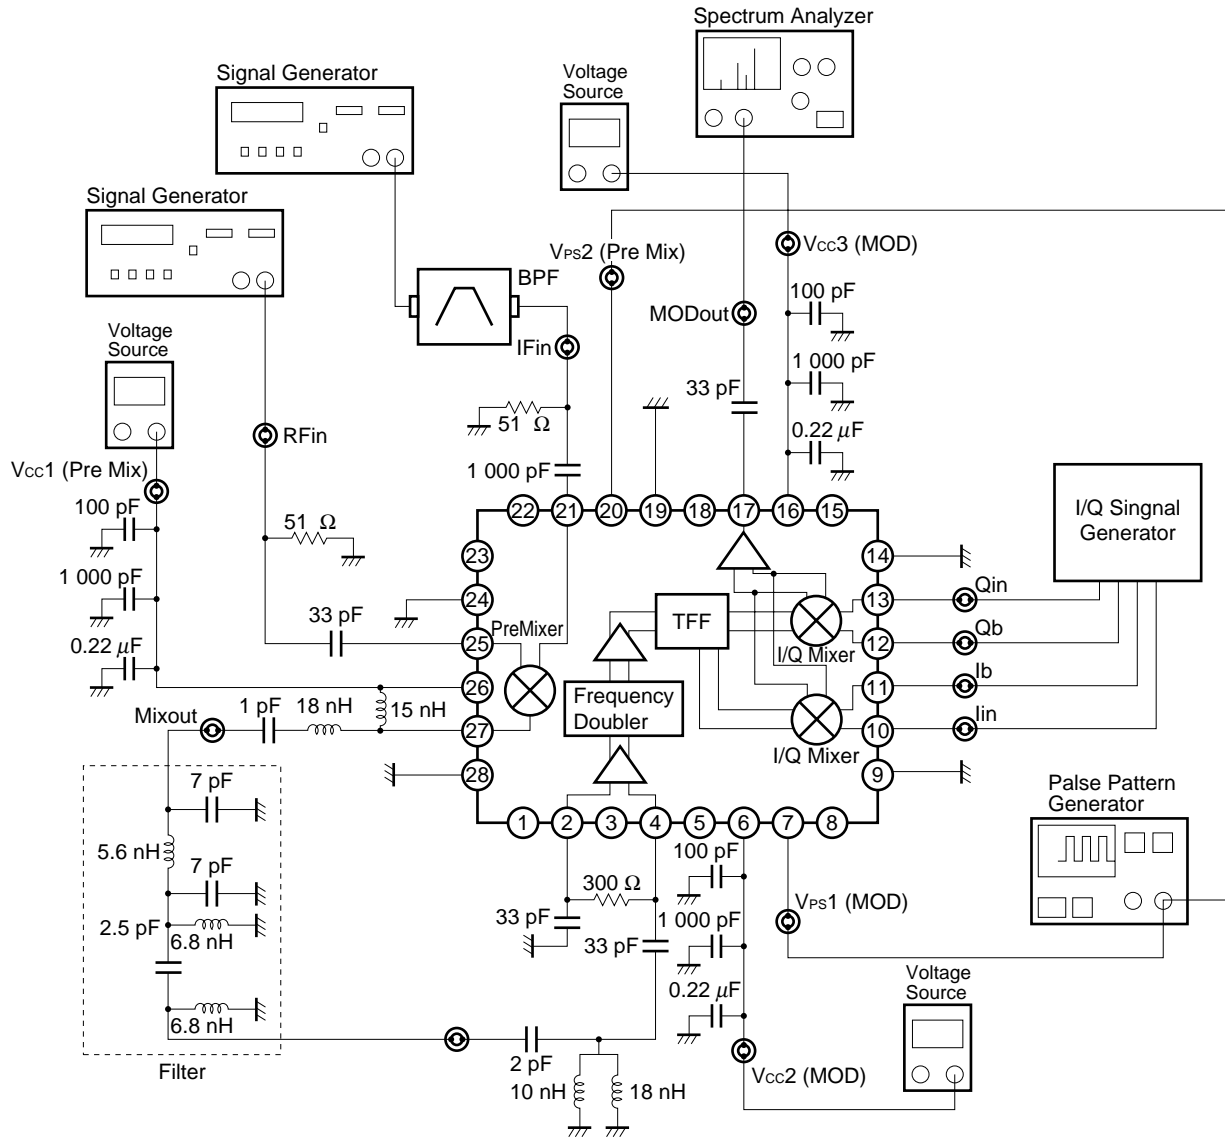 Spectrum Analyzer
Signal Generator
Voltage
Source
Signal Generator
VPS2 (Pre Mix)
VCC3 (MOD)
BPF
100 pF
MODout
Voltage
Source
IFin
1 000 pF
33 pF
51 Ω
RFin
0.22 µF
VCC1 (Pre Mix)
1 000 pF
100 pF
51 Ω
22
21
20
19
18
17
16
15
I/Q Singnal
Generator
23
14
1 000 pF
24
13
Qin
33 pF
TFF
PreMixer
25
12
Qb
0.22 µF
I/Q Mixer
26
11
Ib
Frequency
Doubler
1 pF
18 nH
15 nH
Mixout
27
10
Iin
I/Q Mixer
28
9
7 pF
Palse Pattern
Generator
1
2
3
4
5
6
7
8
5.6 nH
100 pF
7 pF
300 Ω
VPS1 (MOD)
33 pF
1 000 pF
2.5 pF
6.8 nH
33 pF
Voltage
Source
0.22 µF
6.8 nH
2 pF
Filter
VCC2 (MOD)
10 nH
18 nH